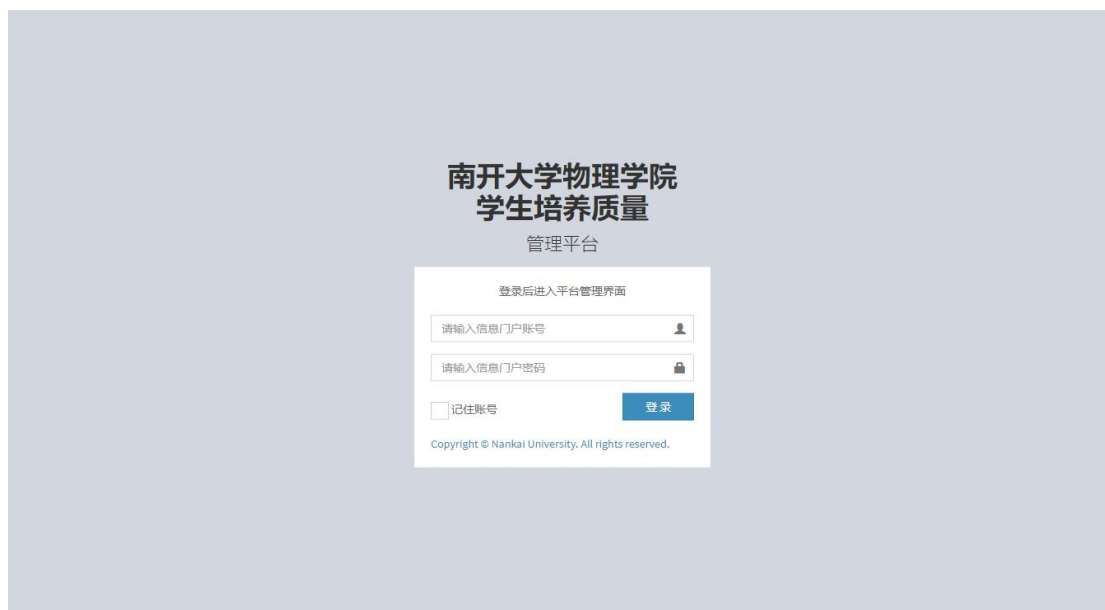 南开大学物理学院
学生培养质量
管理平台
登录后进入平台管理界面
请输入信息门户账号
请输入信息门户密码
记住账号
登录
Copyright © Nankai University. All rights reserved.